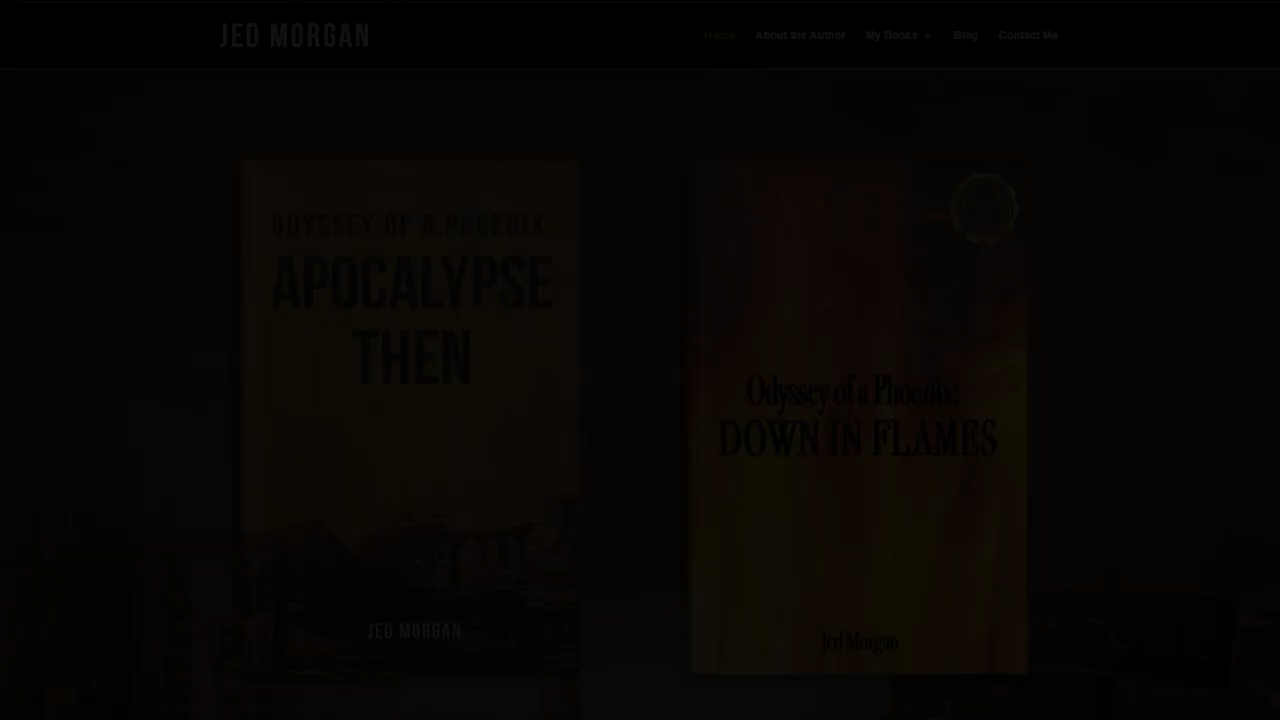 JED MORGAN
Home About the Author My Books Blog Contact Me
ODYSSEY OF A PHOENIX
APOCALYPSE
THEN
JED MORGAN
Odyssey of a Phoenix:
DOWN IN FLAMES
Jed Morgan